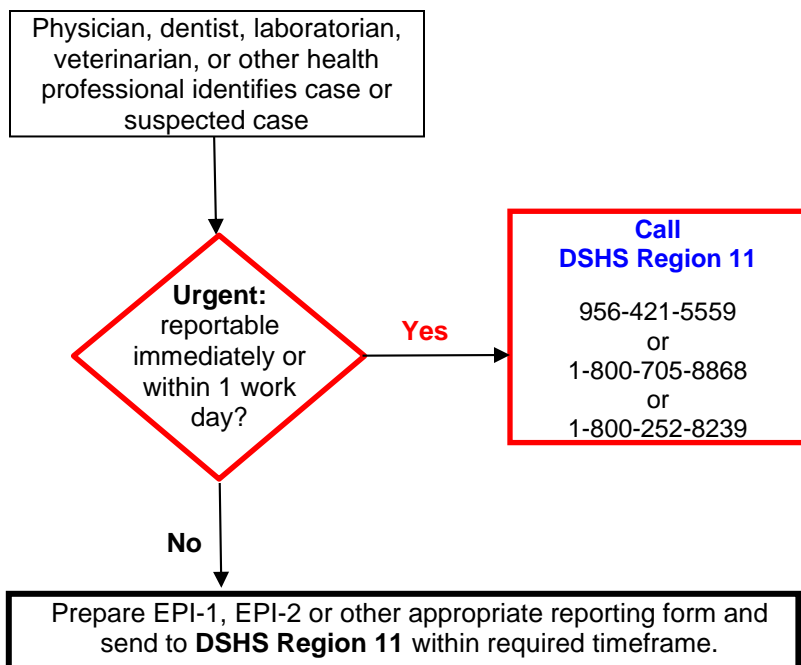 Physician, dentist, laboratorian,
veterinarian, or other health
professional identifies case or
suspected case
Urgent:
reportable
immediately or
within 1 work
day?
Yes
Call
DSHS Region 11
956-421-5559
or
1-800-705-8868
or
1-800-252-8239
No
Prepare EPI-1, EPI-2 or other appropriate reporting form and
send to DSHS Region 11 within required timeframe.